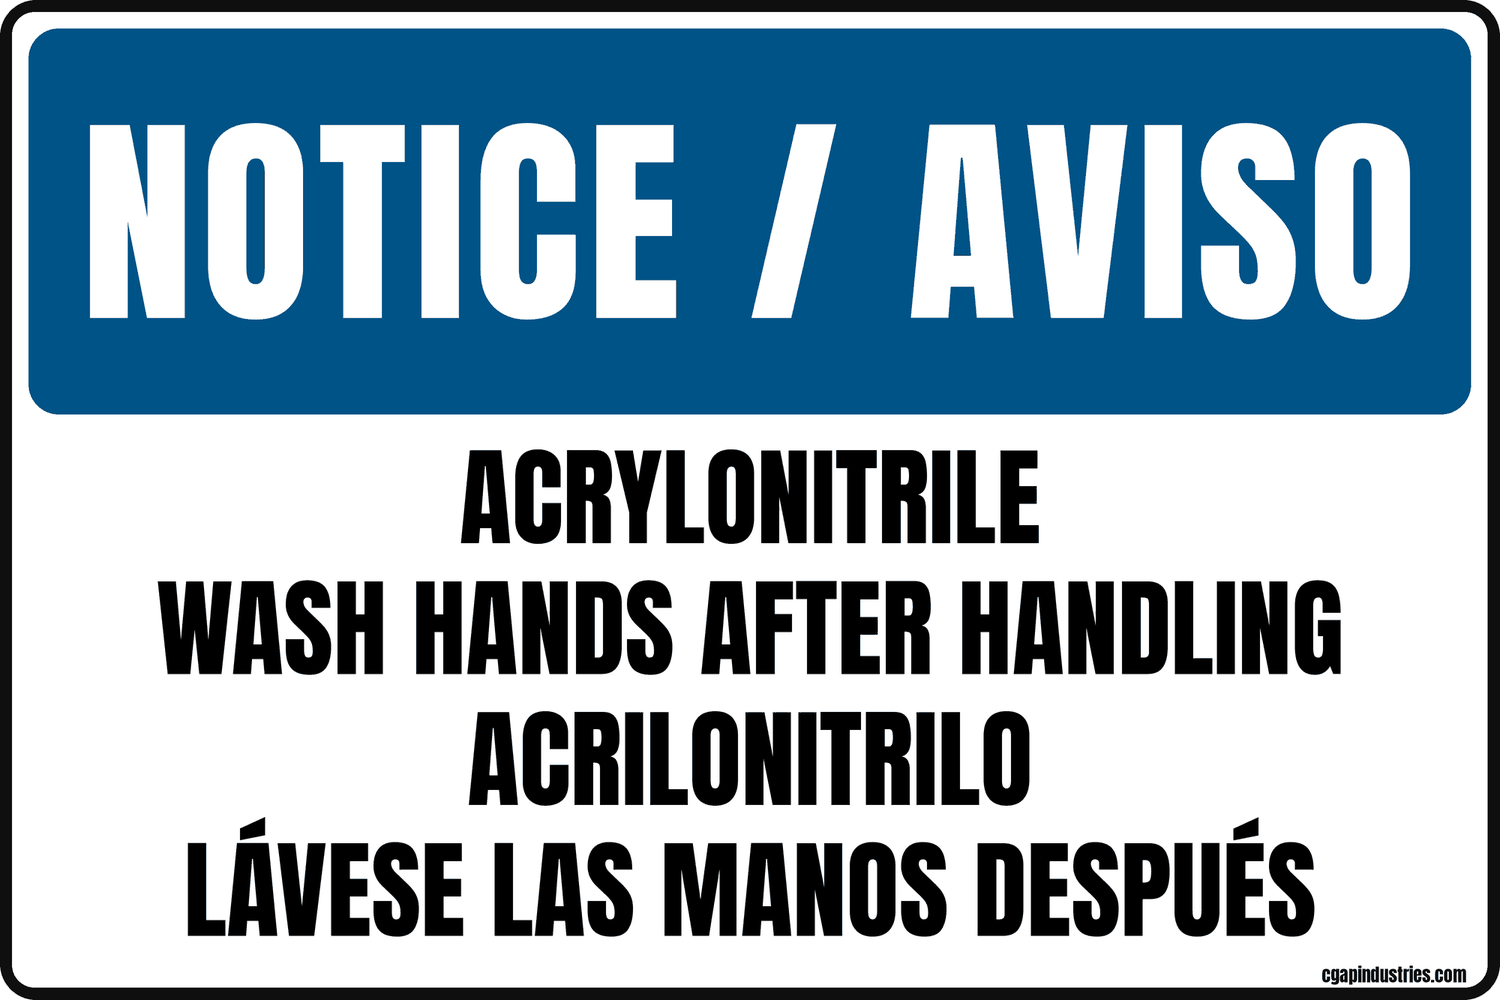 NOTICE / AVISO
ACRYLONITRILE
WASH HANDS AFTER HANDLING
ACRILONITRILO
LÁVESE LAS MANOS DESPUÉS
cgapindustries.com